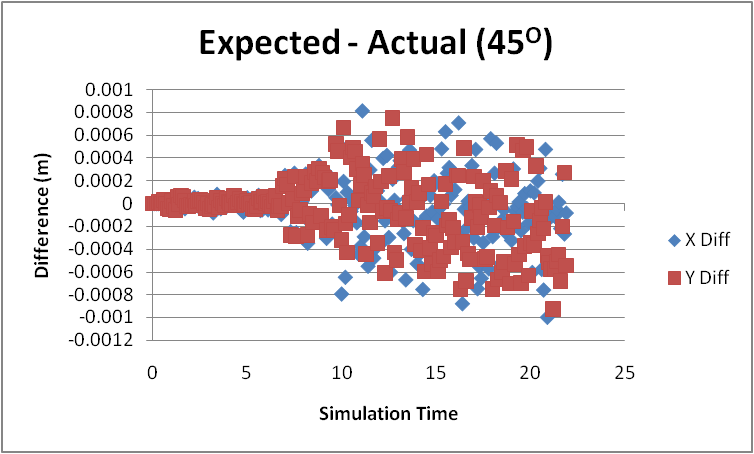 Expected - Actual (45⁰)
0.001
0.0008
0.0006
0.0004
0.0002
0
-0.0002
-0.0004
-0.0006
-0.0008
-0.001
-0.0012
Difference (m)
0 5 10 15 20 25
Simulation Time
X Diff
Y Diff